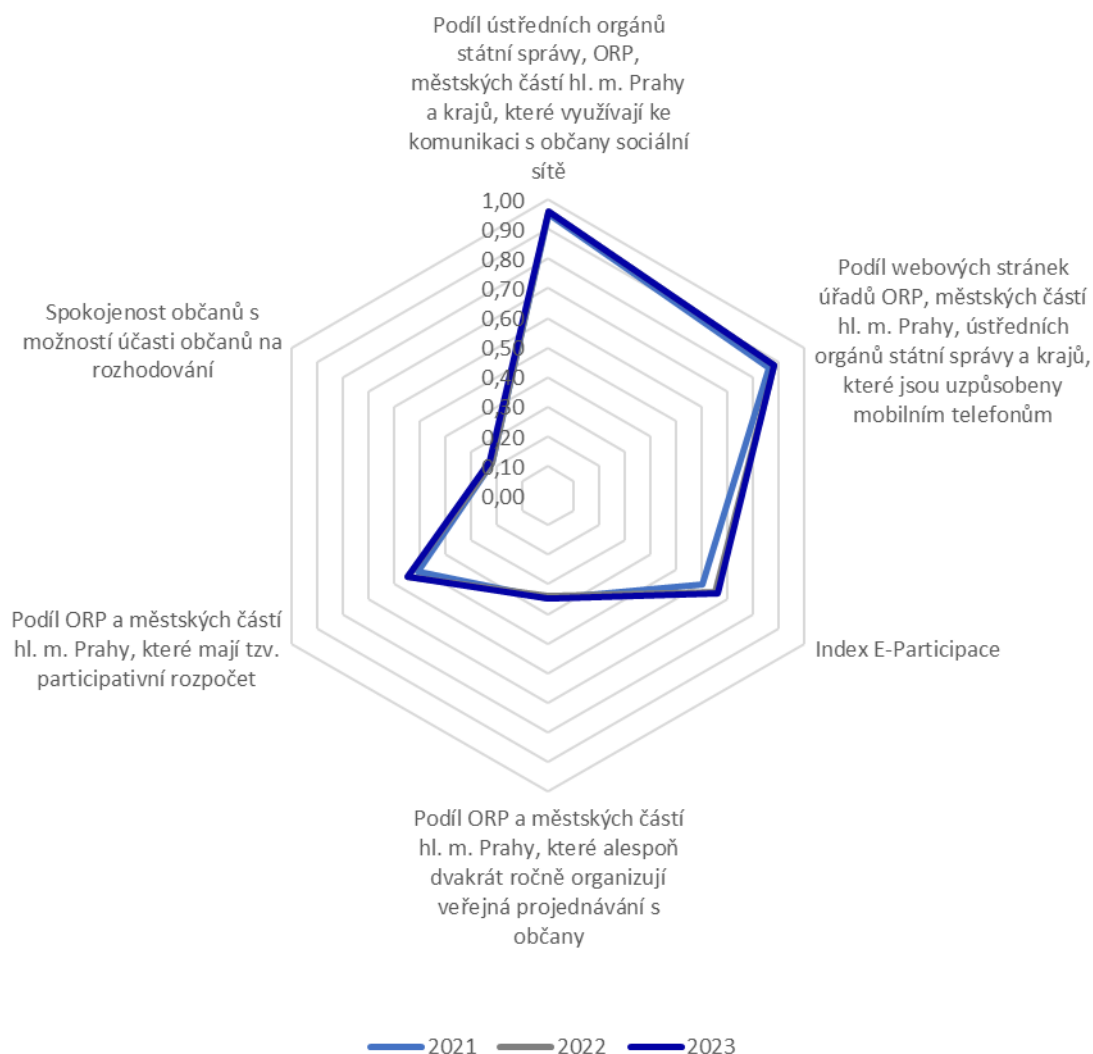 Podíl ústředních orgánů
státní správy, ORP,
městských částí hl. m. Prahy
a krajů, které využívají ke
komunikaci s občany sociální
sítě
1,00
0,90
0,80
0,70
0,60
0,50
0,40
0,30
0,20
0,10
0,00
Podíl webových stránek
úřadů ORP, městských částí
hl. m. Prahy, ústředních
orgánů státní správy a krajů,
které jsou uzpůsobeny
mobilním telefonům
Index E-Participace
Podíl ORP a městských částí
hl. m. Prahy, které alespoň
dvakrát ročně organizují
veřejná projednávání s
občany
Podíl ORP a městských částí
hl. m. Prahy, které mají tzv.
participativní rozpočet
Spokojenost občanů s
možností účasti občanů na
rozhodování
2021 2022 2023